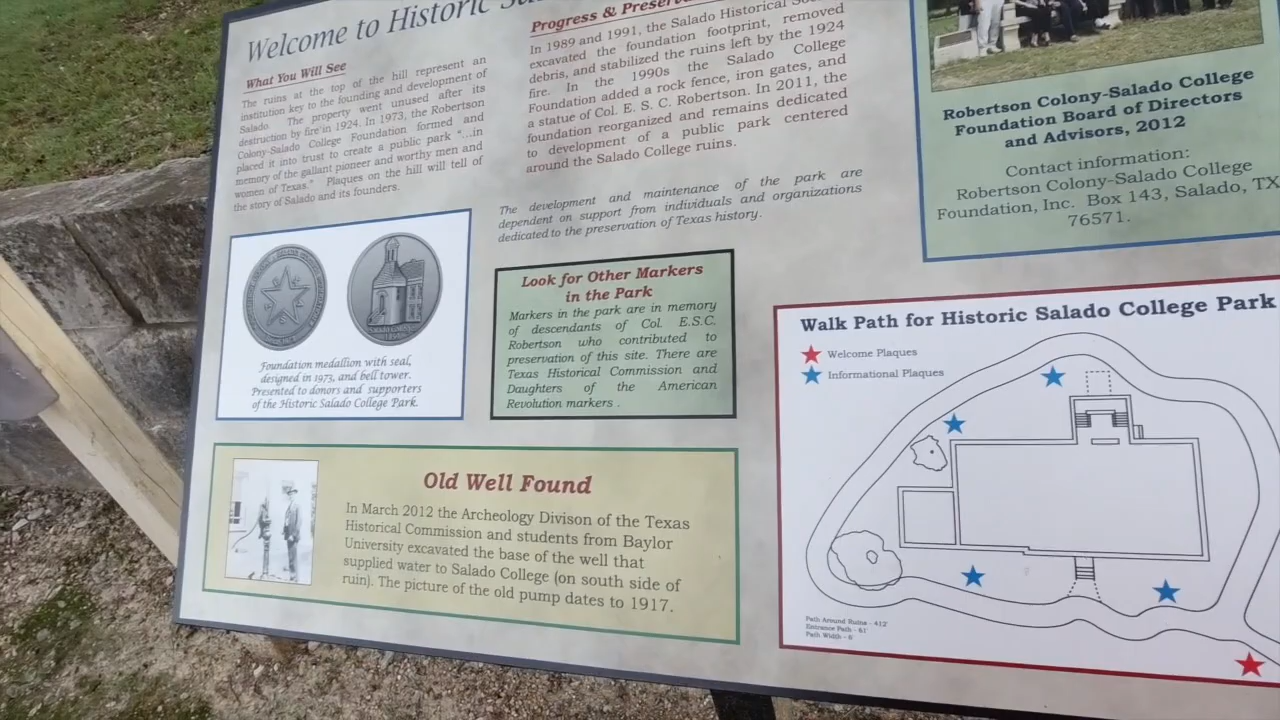 Welcome to Historic
What You Will See
The ruins at the top of the hill represent an
institution key to the founding and development of
Salado. The property went unused after its
destruction by fire in 1924. In 1973, the Robertson
Colony-Salado College Foundation formed and
placed it into trust to create a public park "...in
memory of the gallant pioneer and worthy men and
women of Texas." Plaques on the hill will tell of
the story of Salado and its founders.
Foundation medallion with seal,
designed in 1973, and bell tower.
Presented to donors and supporters
of the Historic Salado College Park.
Progress &
In 1989 and 1991, the Salado Historical
excavated the foundation footprint, removed
debris, and stabilized the ruins left by the 1924
fire. In the 1990s the Salado College
Foundation added a rock fence, iron gates, and
a statue of Col. E. S. C. Robertson. In 2011, the
foundation reorganized and remains dedicated
to development of a public park centered
around the Salado College ruins.
The development and maintenance of the park are
dependent on support from individuals and organizations
dedicated to the preservation of Texas history.
Look for Other Markers
in the Park
Markers in the park are in memory
of descendants of Col. E.S.C.
Robertson who contributed to
preservation of this site. There are
Texas Historical Commission and
Daughters of the American
Revolution markers .
Old Well Found
In March 2012 the Archeology Divison of the Texas
Historical Commission and students from Baylor
University excavated the base of the well that
supplied water to Salado College (on south side of
ruin). The picture of the old pump dates to 1917.
Robertson Colony-Salado College
Foundation Board of Directors
and Advisors, 2012
Contact information:
Robertson Colony-Salado College
Foundation, Inc. Box 143, Salado, TX
76571.
Walk Path for Historic Salado College Park
Welcome Plaques
Informational Plaques
Path Around Ruins - 412'
Entrance Path - 61'
Path Width - 6'